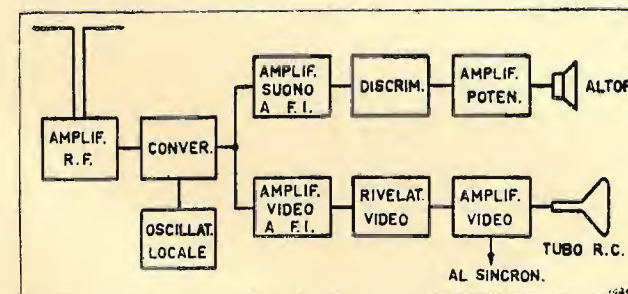 AMPLIF.
R.F.
CONVER.
OSCILLAT.
LOCALE
AMPLIF.
SUONO
A F.I.
DISCRIM.
AMPLIF.
POTEN.
ALTOP
AMPLIF.
VIDEO
A F.I.
RIVELAT.
VIDEO
AMPLIF.
VIDEO
TUBO R.C.
AL SINCRON.